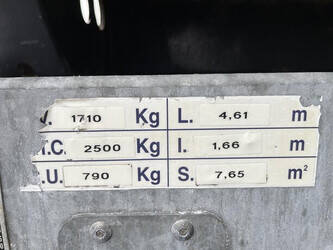 V. 1710 Kg L. 4,61 m
T.C. 2500 Kg I. 1,66 m
.U. 790 Kg S. 7,65 m²